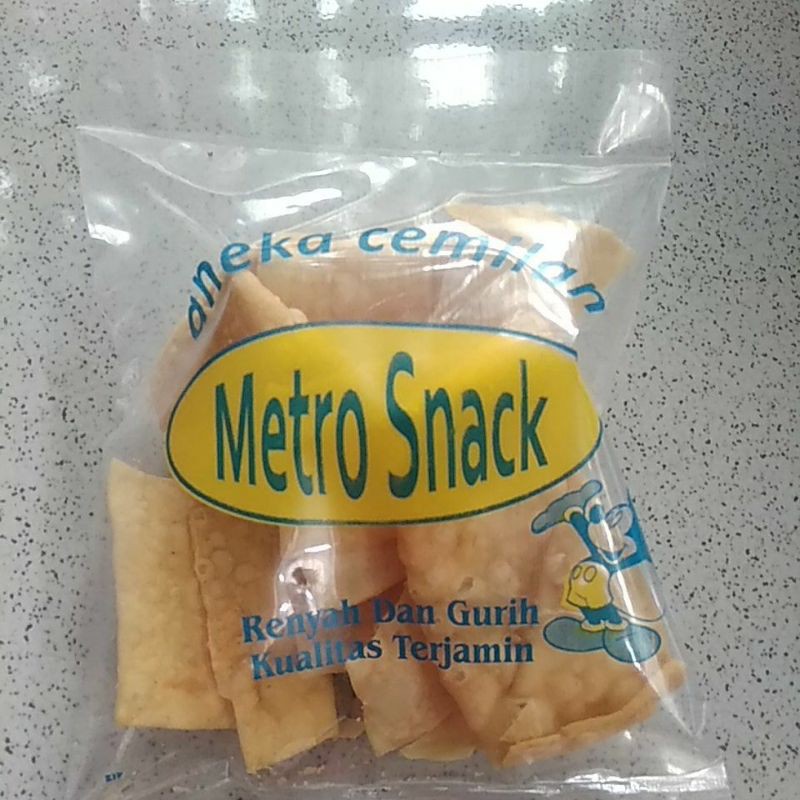 aneka cemilan
Metro Snack
Renyah Dan Gurih
Kualitas Terjamin